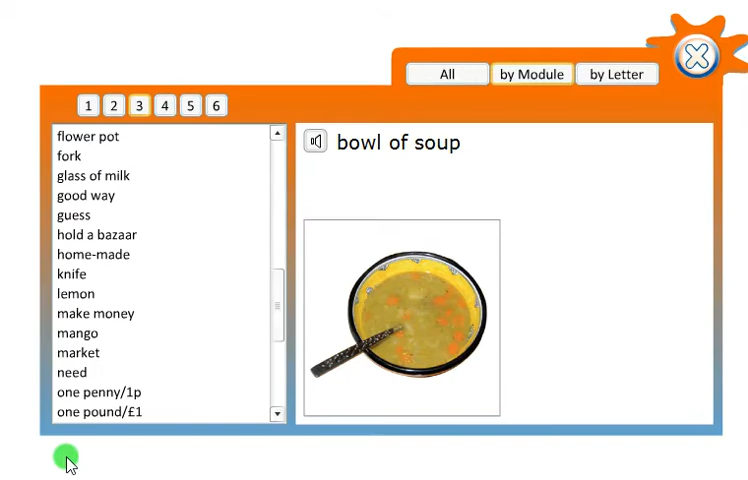 All
by Module
by Letter
1 2 3 4 5 6
flower pot
fork
glass of milk
good way
guess
hold a bazaar
home-made
knife
lemon
make money
mango
market
need
one penny/1p
one pound/£1
bowl of soup